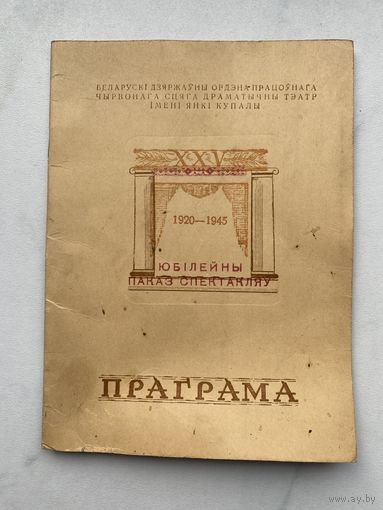 БЕЛАРУСКІ ДЗЯРЖАЎНЫ ОРДЭНА ПРАЦОЎНАГА
ЧЫРВОНАГА СЦЯГА ДРАМАТЫЧНЫ ТЭАТР
ІМЕНІ ЯНКІ КУПАЛЫ
XXV
1920—1945
ЮБІЛЕЙНЫ
ПАКАЗ СПЕКТАКЛЯУ
ПРАГРАМА
www.ay.by